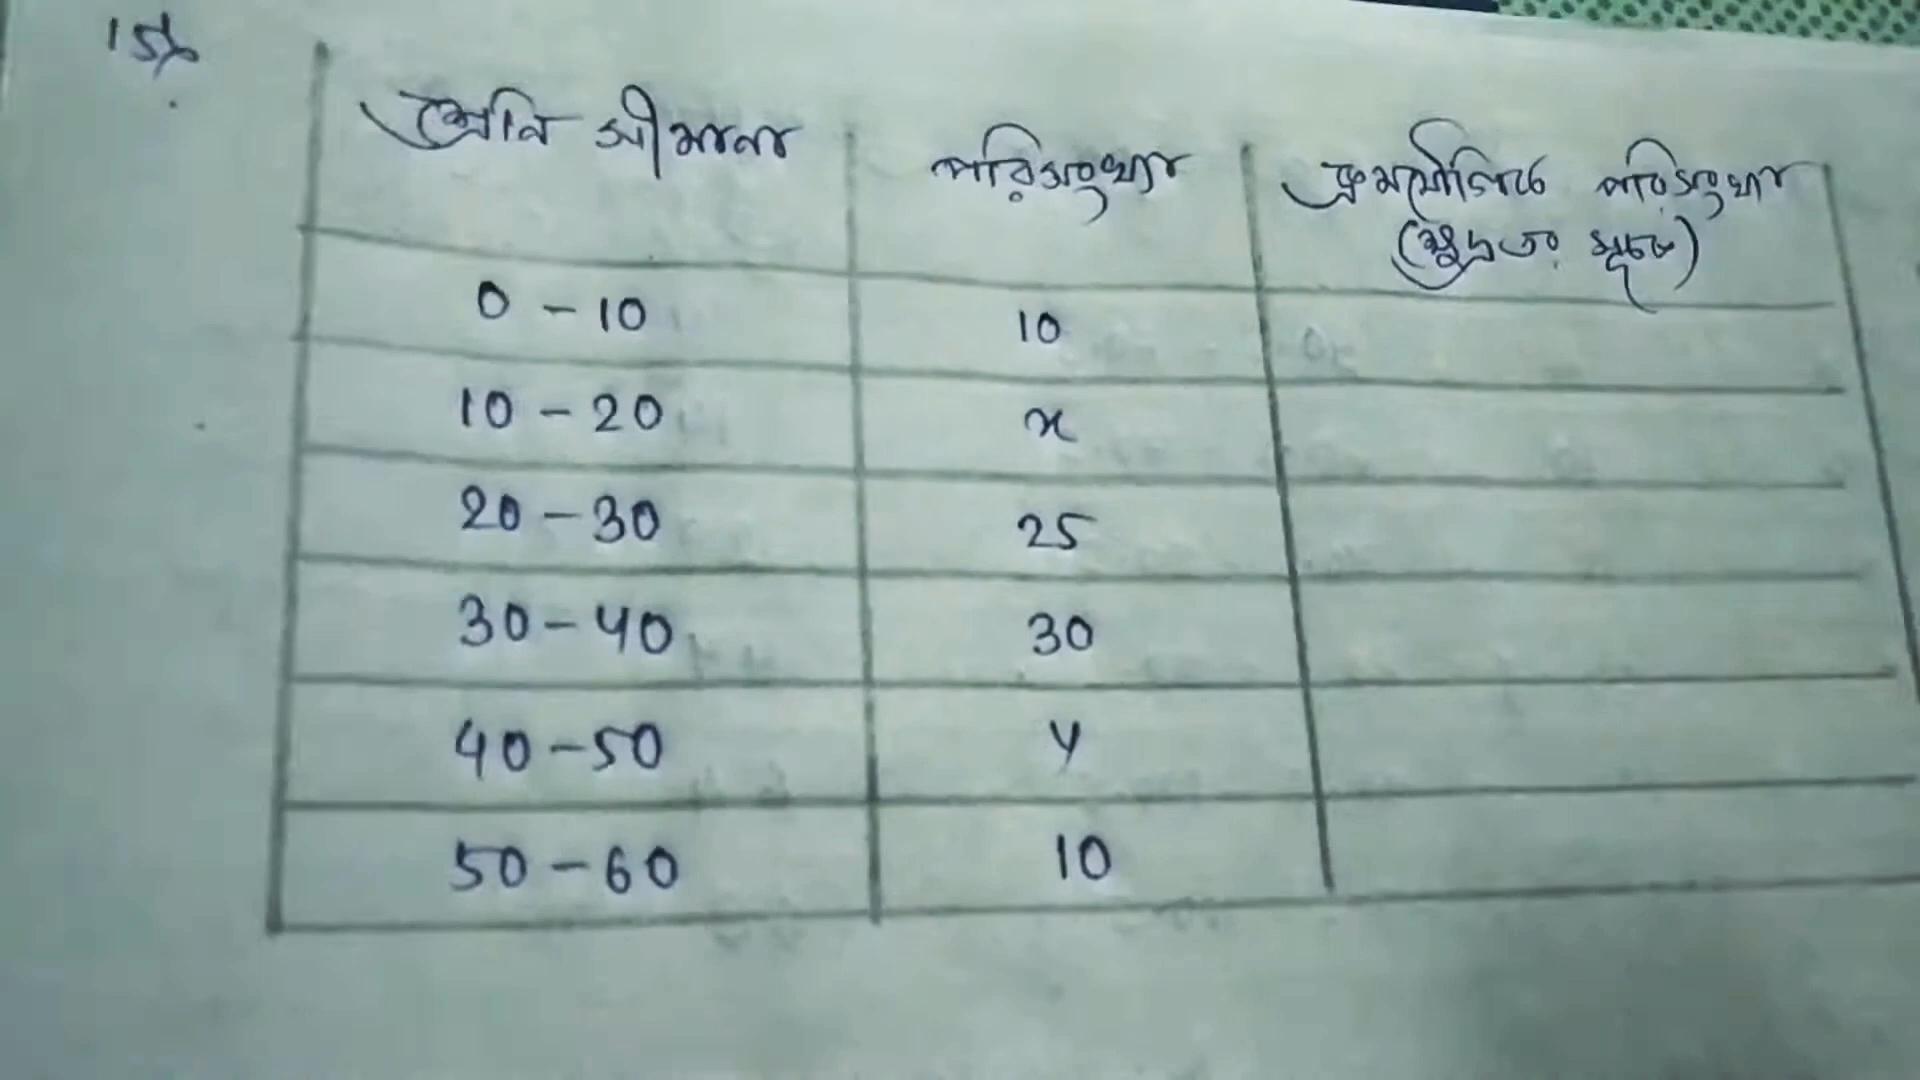 15/.
শ্রেনি সীমানা পরিসংখ্যা ক্রমযৌগিক পরিসংখ্যা
(ক্ষুদ্রতর সূচক)
0 - 10 10
10 - 20 x
20 - 30 25
30 - 40 30
40 - 50 y
50 - 60 10